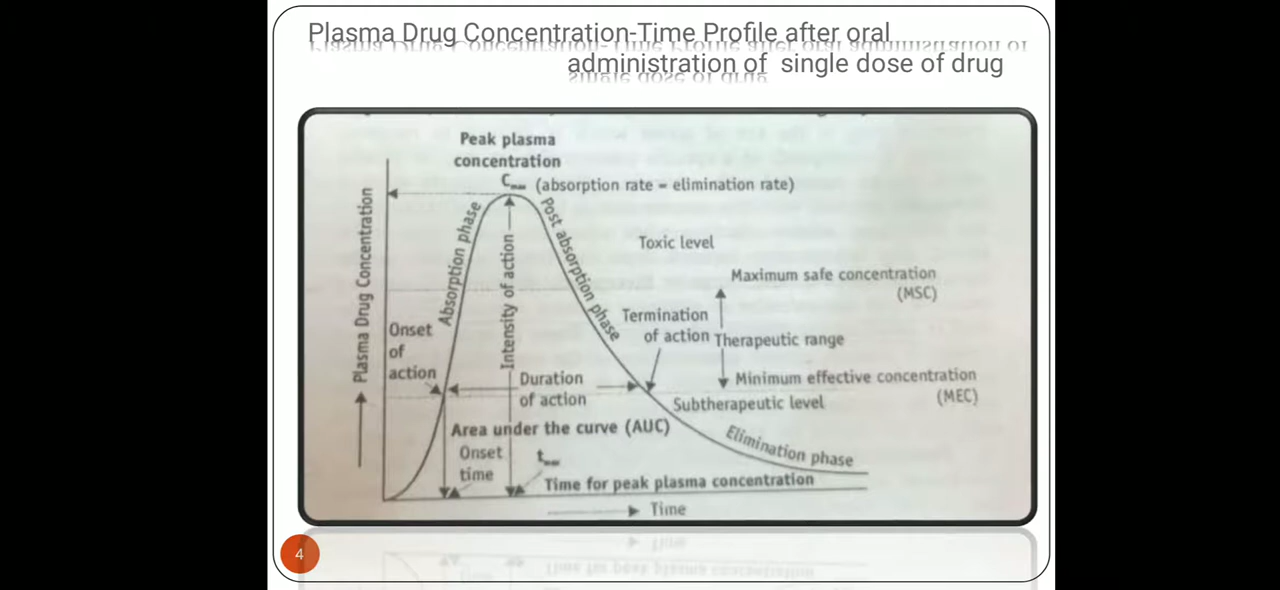 Plasma Drug Concentration-Time Profile after oral
administration of single dose of drug
Peak plasma
concentration
Cmax (absorption rate = elimination rate)
Plasma Drug Concentration
Absorption phase
Intensity of action
Post absorption phase
Toxic level
Maximum safe concentration
(MSC)
Onset
of
action
Termination
of action
Therapeutic range
Duration
of action
Minimum effective concentration
(MEC)
Subtherapeutic level
Area under the curve (AUC)
Elimination phase
Onset
time
tmax
Time for peak plasma concentration
Time
4